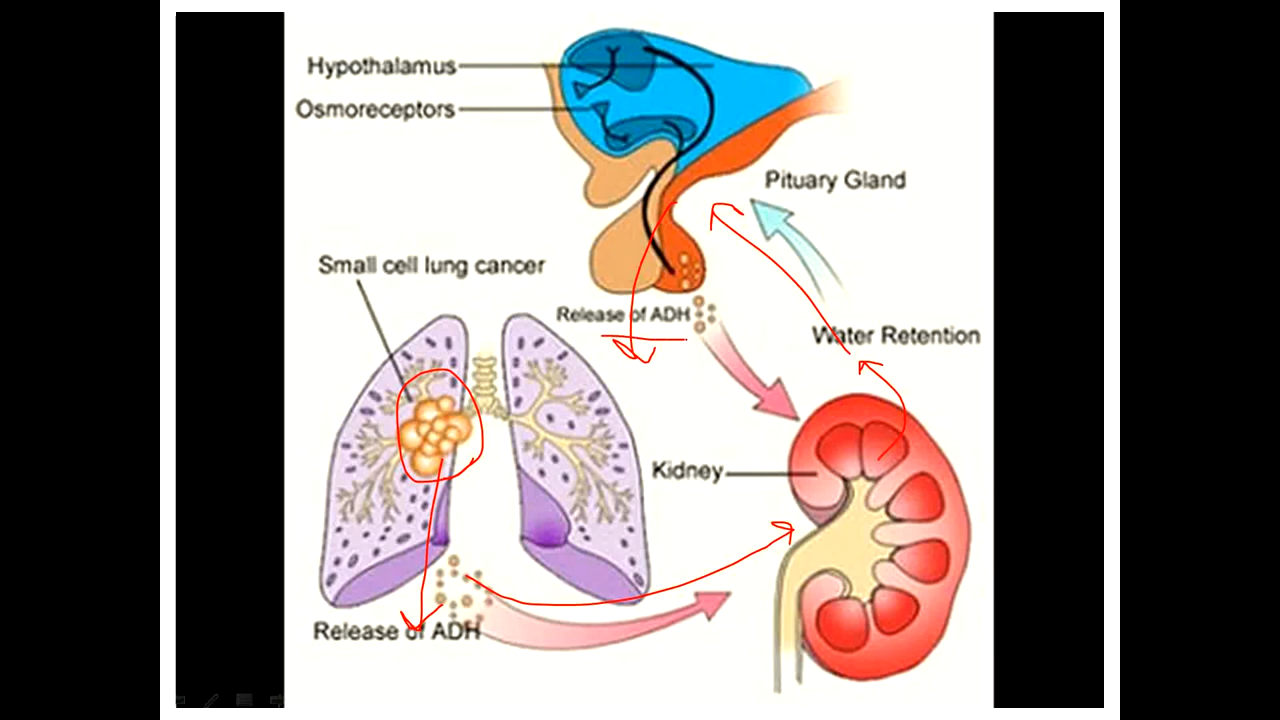 Hypothalamus
Osmoreceptors
Pituary Gland
Small cell lung cancer
Release of ADH
Water Retention
Kidney
Release of ADH